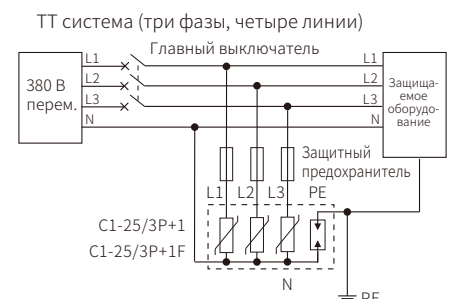 TT система (три фазы, четыре линии)
Главный выключатель
L1 L1
L2 L2
L3 L3
N N
380 В
перем.
Защища-
емое
оборудо-
вание
Защитный
предохранитель
L1 L2 L3 PE
C1-25/3P+1
C1-25/3P+1F
N
PE